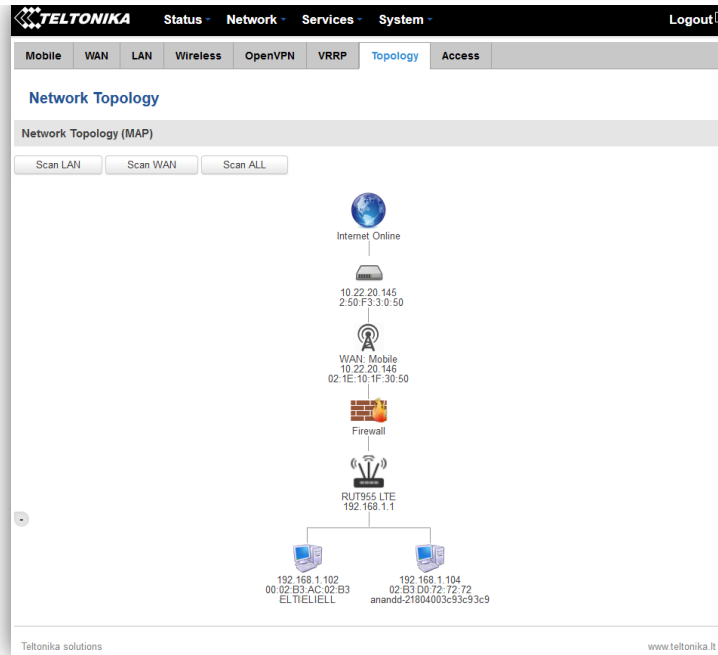 TELTONIKA Status Network Services System Logout
Mobile WAN LAN Wireless OpenVPN VRRP Topology Access
Network Topology
Network Topology (MAP)
Scan LAN Scan WAN Scan ALL
Internet Online
10.22.20.145
2:50:F3:3:0:50
WAN: Mobile
10.22.20.146
02:1E:10:1F:30:50
Firewall
RUT955 LTE
192.168.1.1
-
192.168.1.102
00:02:B3:AC:02:B3
ELTIELIELL
192.168.1.104
02:B3:D0:72:72:72
anandd-21804003c93c93c9
Teltonika solutions www.teltonika.lt